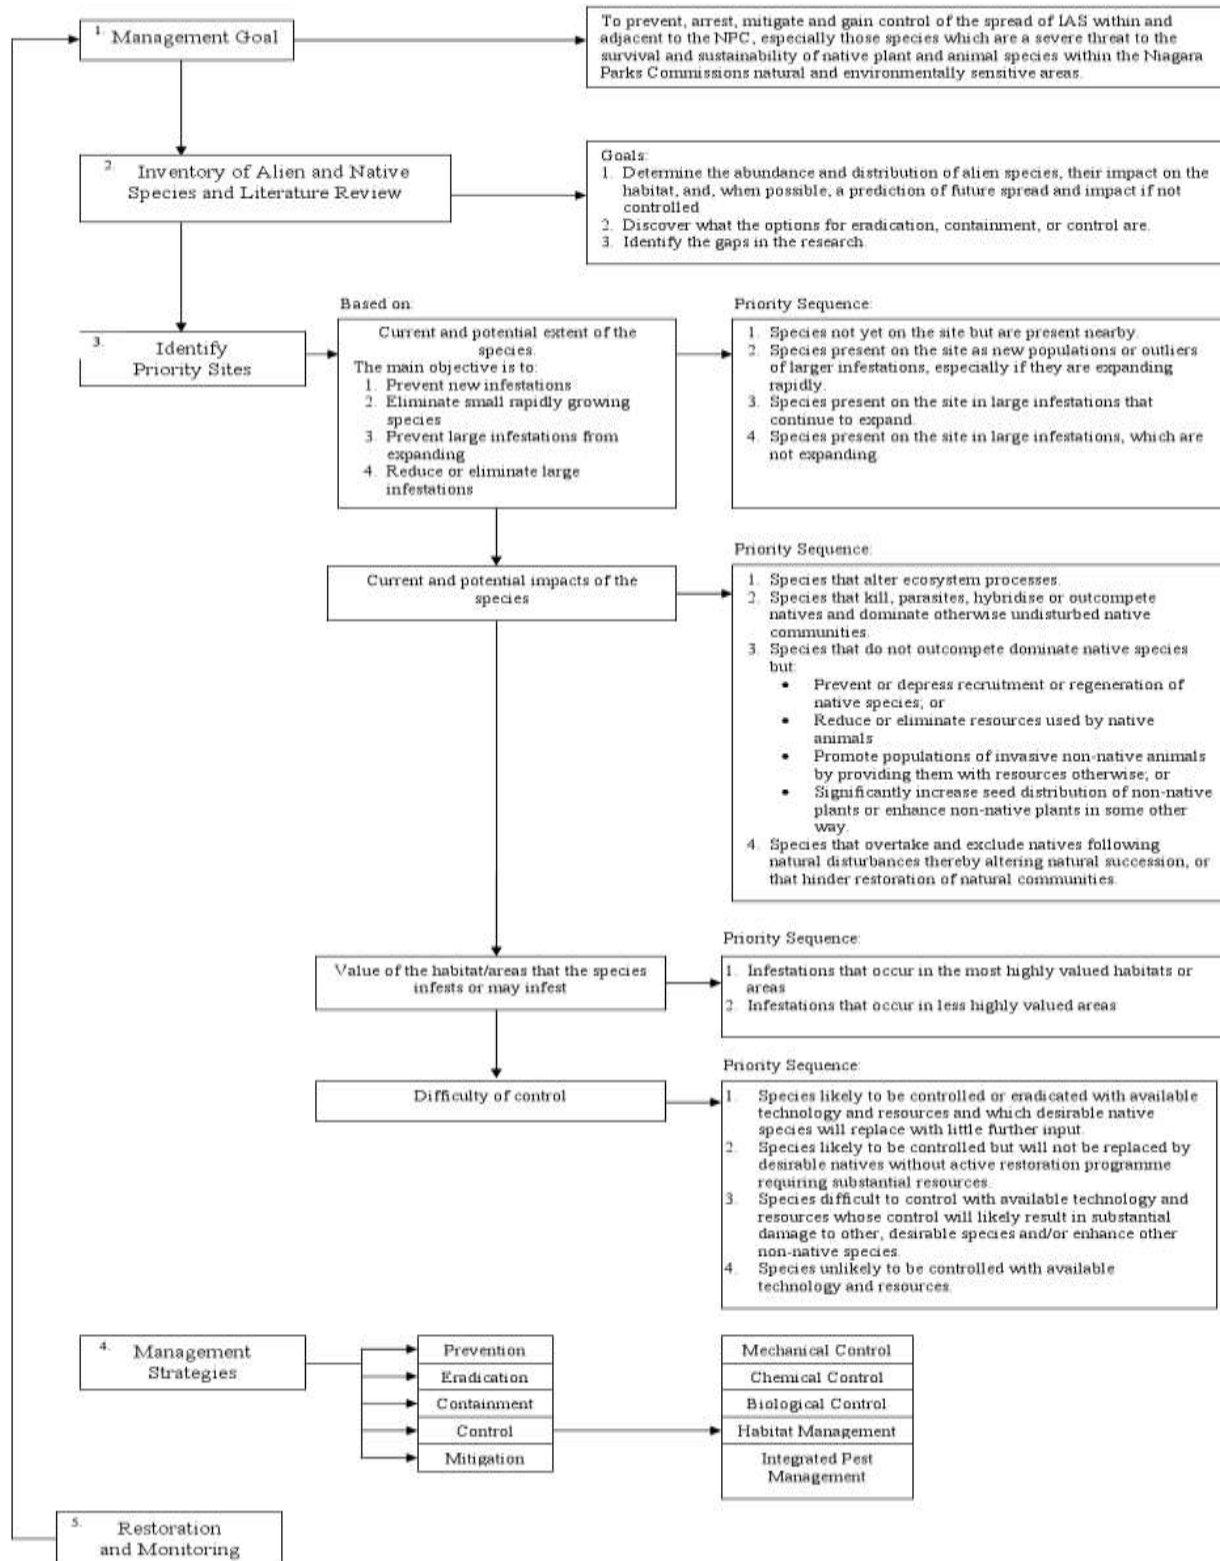 1. Management Goal
To prevent, arrest, mitigate and gain control of the spread of IAS within and
adjacent to the NPC, especially those species which are a severe threat to the
survival and sustainability of native plant and animal species within the Niagara
Parks Commissions natural and environmentally sensitive areas.
2. Inventory of Alien and Native
Species and Literature Review
Goals:
1. Determine the abundance and distribution of alien species, their impact on the
habitat, and, when possible, a prediction of future spread and impact if not
controlled
2. Discover what the options for eradication, containment, or control are.
3. Identify the gaps in the research.
3. Identify
Priority Sites
Based on:
Current and potential extent of the
species.
The main objective is to:
1. Prevent new infestations
2. Eliminate small rapidly growing
species
3. Prevent large infestations from
expanding
4. Reduce or eliminate large
infestations
Priority Sequence:
1. Species not yet on the site but are present nearby.
2. Species present on the site as new populations or outliers
of larger infestations, especially if they are expanding
rapidly.
3. Species present on the site in large infestations that
continue to expand.
4. Species present on the site in large infestations, which are
not expanding
Current and potential impacts of the
species
Priority Sequence:
1. Species that alter ecosystem processes.
2. Species that kill, parasites, hybridise or outcompete
natives and dominate otherwise undisturbed native
communities.
3. Species that do not outcompete dominate native species
but:
• Prevent or depress recruitment or regeneration of
native species; or
• Reduce or eliminate resources used by native
animals
• Promote populations of invasive non-native animals
by providing them with resources otherwise; or
• Significantly increase seed distribution of non-native
plants or enhance non-native plants in some other
way.
4. Species that overtake and exclude natives following
natural disturbances thereby altering natural succession, or
that hinder restoration of natural communities.
Value of the habitat/areas that the species
infests or may infest
Priority Sequence:
1. Infestations that occur in the most highly valued habitats or
areas
2. Infestations that occur in less highly valued areas
Difficulty of control
Priority Sequence:
1. Species likely to be controlled or eradicated with available
technology and resources and which desirable native
species will replace with little further input.
2. Species likely to be controlled but will not be replaced by
desirable natives without active restoration programme
requiring substantial resources.
3. Species difficult to control with available technology and
resources whose control will likely result in substantial
damage to other, desirable species and/or enhance other
non-native species.
4. Species unlikely to be controlled with available
technology and resources.
4. Management
Strategies
Prevention
Eradication
Containment
Control
Mitigation
Mechanical Control
Chemical Control
Biological Control
Habitat Management
Integrated Pest
Management
5. Restoration
and Monitoring